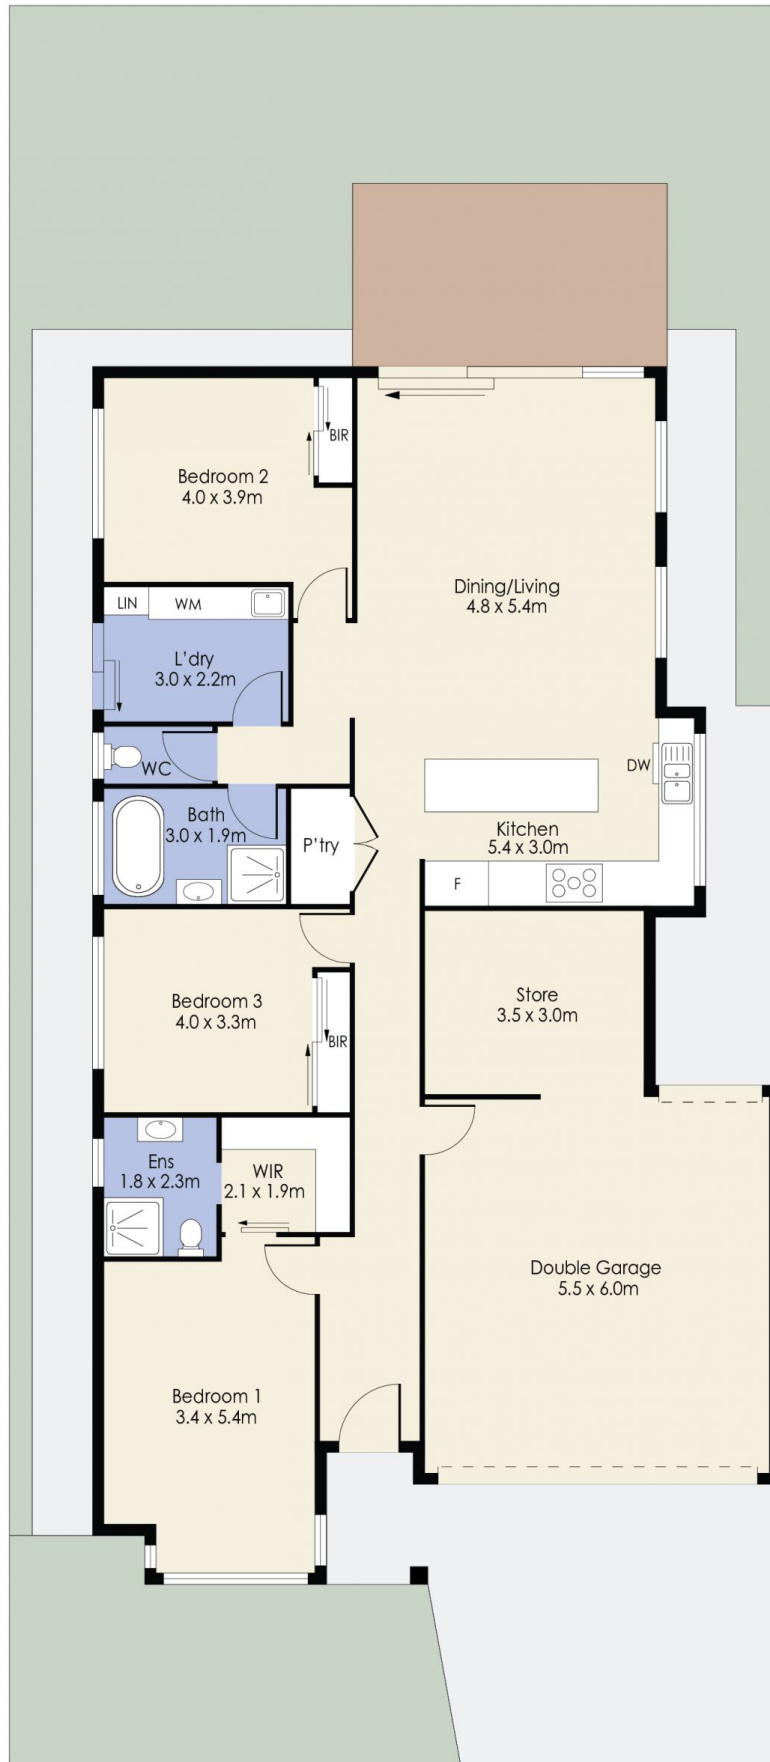 BIR
Bedroom 2
4.0 x 3.9m
Dining/Living
4.8 x 5.4m
LIN
WM
L'dry
3.0 x 2.2m
WC
DW
Bath
3.0 x 1.9m
P'try
Kitchen
5.4 x 3.0m
F
Bedroom 3
4.0 x 3.3m
BIR
Store
3.5 x 3.0m
Ens
1.8 x 2.3m
WIR
2.1 x 1.9m
Double Garage
5.5 x 6.0m
Bedroom 1
3.4 x 5.4m